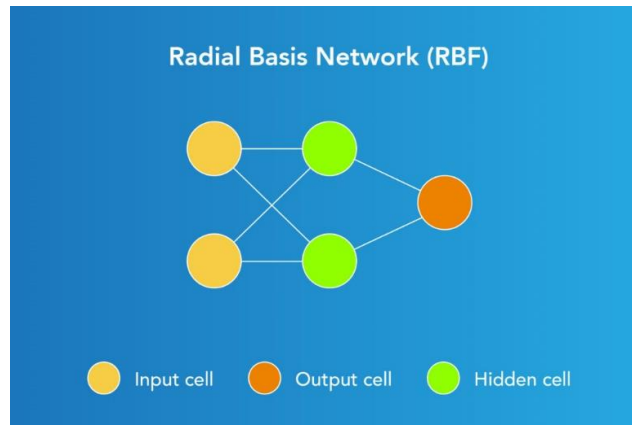 Radial Basis Network (RBF)
Input cell
Output cell
Hidden cell